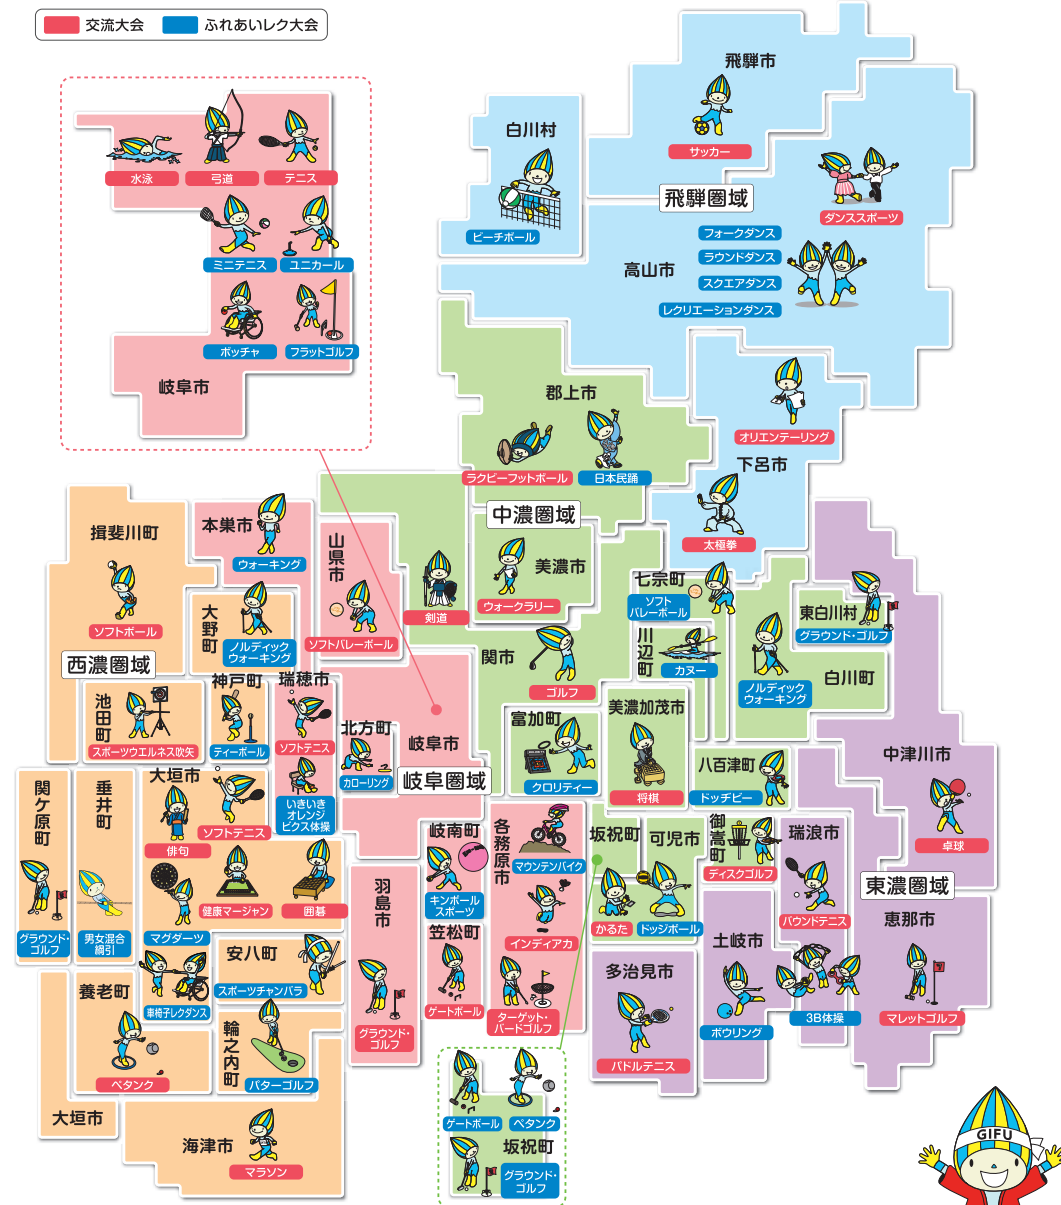 交流大会
ふれあいレク大会
飛騨市
サッカー
白川村
ビーチボール
飛騨圏域
ダンススポーツ
フォークダンス
ラウンドダンス
スクエアダンス
レクリエーションダンス
高山市
水泳
弓道
テニス
ミニテニス
ユニカール
ボッチャ
フラットゴルフ
岐阜市
郡上市
ラグビーフットボール
日本民踊
オリエンテーリング
下呂市
太極拳
中濃圏域
揖斐川町
ソフトボール
本巣市
ウォーキング
山県市
ソフトバレーボール
剣道
美濃市
ウォークラリー
七宗町
ソフト
バレーボール
東白川村
グラウンド・ゴルフ
大野町
ノルディック
ウォーキング
西濃圏域
関市
ゴルフ
川辺町
カヌー
ノルディック
ウォーキング
白川町
池田町
スポーツウエルネス吹矢
神戸町
ティーボール
瑞穂市
ソフトテニス
いきいき
オレンジ
ピクス体操
北方町
カローリング
岐阜市
岐阜圏域
富加町
クロリティー
美濃加茂市
将棋
八百津町
ドッヂビー
中津川市
卓球
関ケ原町
グラウンド・
ゴルフ
垂井町
男女混合
綱引
大垣市
俳句
ソフトテニス
マグダーツ
健康マージャン
囲碁
車椅子レクダンス
岐南町
キンボール
スポーツ
各務原市
マウンテンバイク
インディアカ
ターゲット・
バードゴルフ
坂祝町
かるた
可児市
ドッジボール
御嵩町
ディスクゴルフ
瑞浪市
バウンドテニス
東濃圏域
恵那市
マレットゴルフ
羽島市
グラウンド・
ゴルフ
笠松町
ゲートボール
安八町
スポーツチャンバラ
養老町
ペタンク
輪之内町
パターゴルフ
多治見市
パドルテニス
土岐市
ボウリング
3B体操
大垣市
海津市
マラソン
ゲートボール
ペタンク
坂祝町
グラウンド・
ゴルフ
GIFU